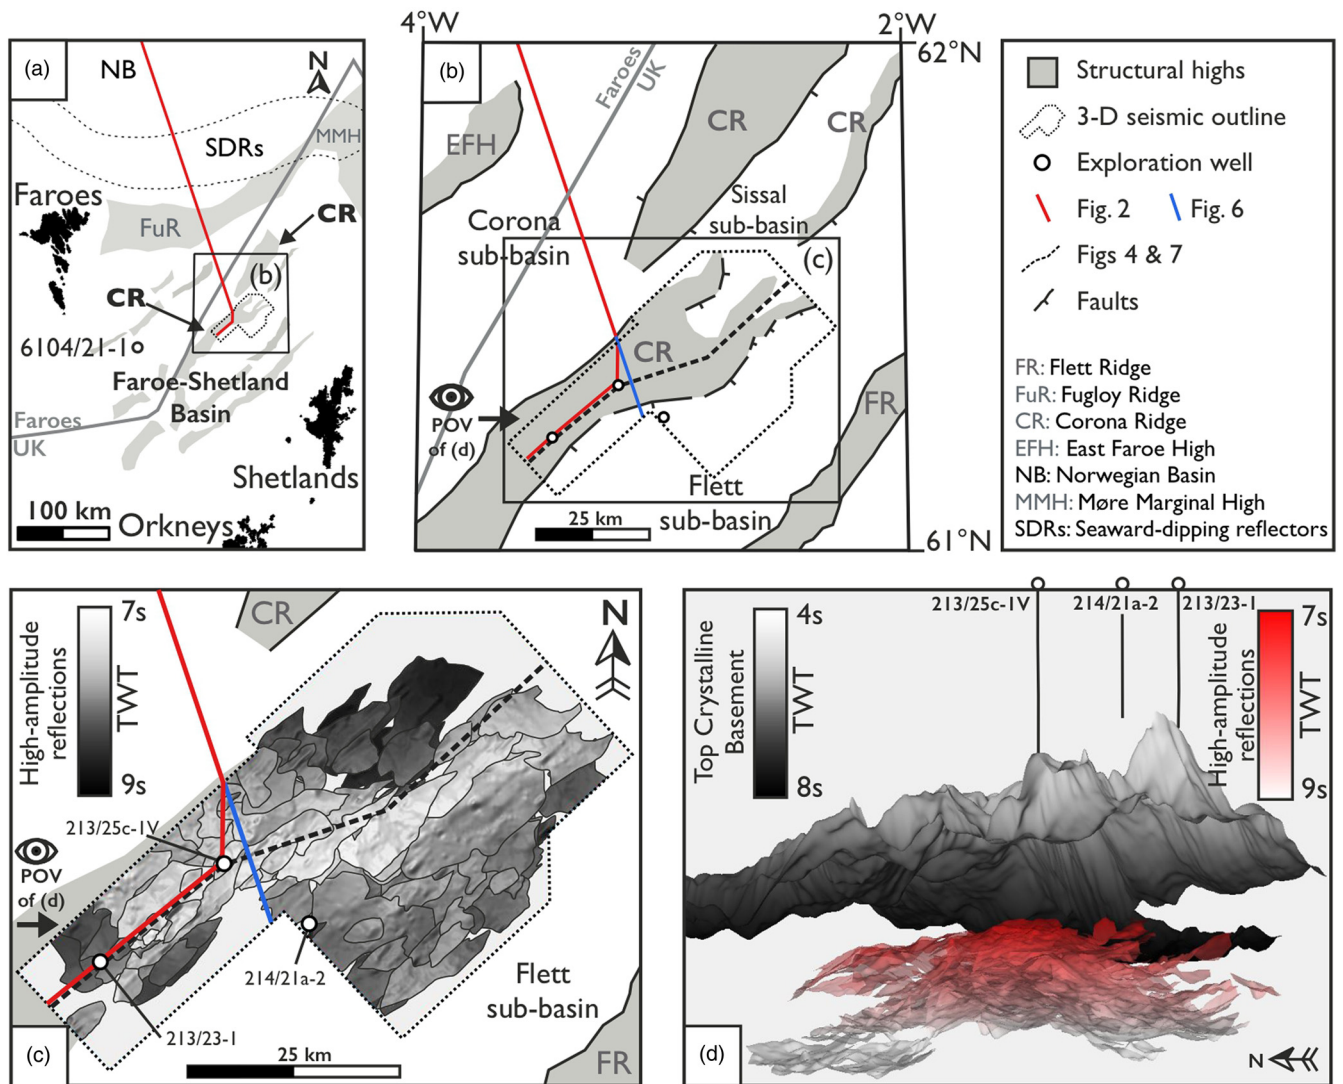 (a)
NB
N
SDRs
MMH
Faroes
FuR
CR
(b)
CR
6104/21-1
Faroe-Shetland
Basin
Faroes
UK
Shetlands
100 km
Orkneys
4°W
2°W
62°N
(b)
Faroes
UK
EFH
CR
CR
Corona
sub-basin
Sissal
sub-basin
(c)
CR
POV
of (d)
FR
Flett
sub-basin
25 km
61°N
Structural highs
3-D seismic outline
Exploration well
Fig. 2
Fig. 6
Figs 4 & 7
Faults
FR: Flett Ridge
FuR: Fugloy Ridge
CR: Corona Ridge
EFH: East Faroe High
NB: Norwegian Basin
MMH: Møre Marginal High
SDRs: Seaward-dipping reflectors
High-amplitude
reflections
TWT
7s
9s
CR
N
213/25c-1V
POV
of (d)
214/21a-2
213/23-1
Flett
sub-basin
(c)
25 km
FR
213/25c-1V
214/21a-2
213/23-1
Top Crystalline
Basement
TWT
4s
8s
High-amplitude
reflections
TWT
7s
9s
(d)
N